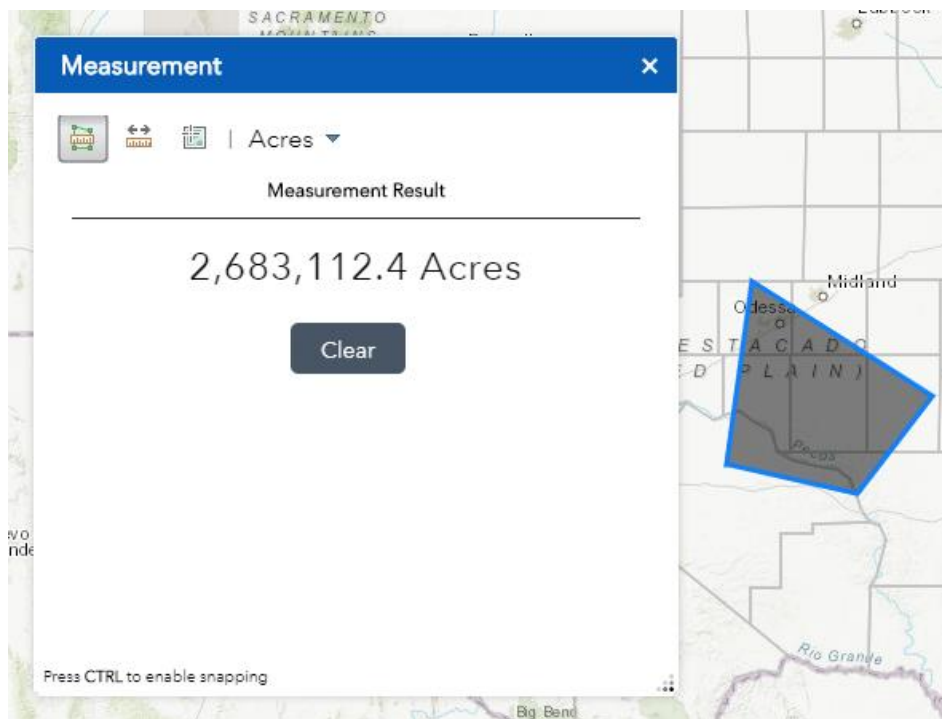 SACRAMENTO
Measurement
Acres
Measurement Result
2,683,112.4 Acres
Clear
Press CTRL to enable snapping
Midland
Odessa
E S T A C A D O
E D P L A I N )
Pecos
Rio Grande
Big Bend